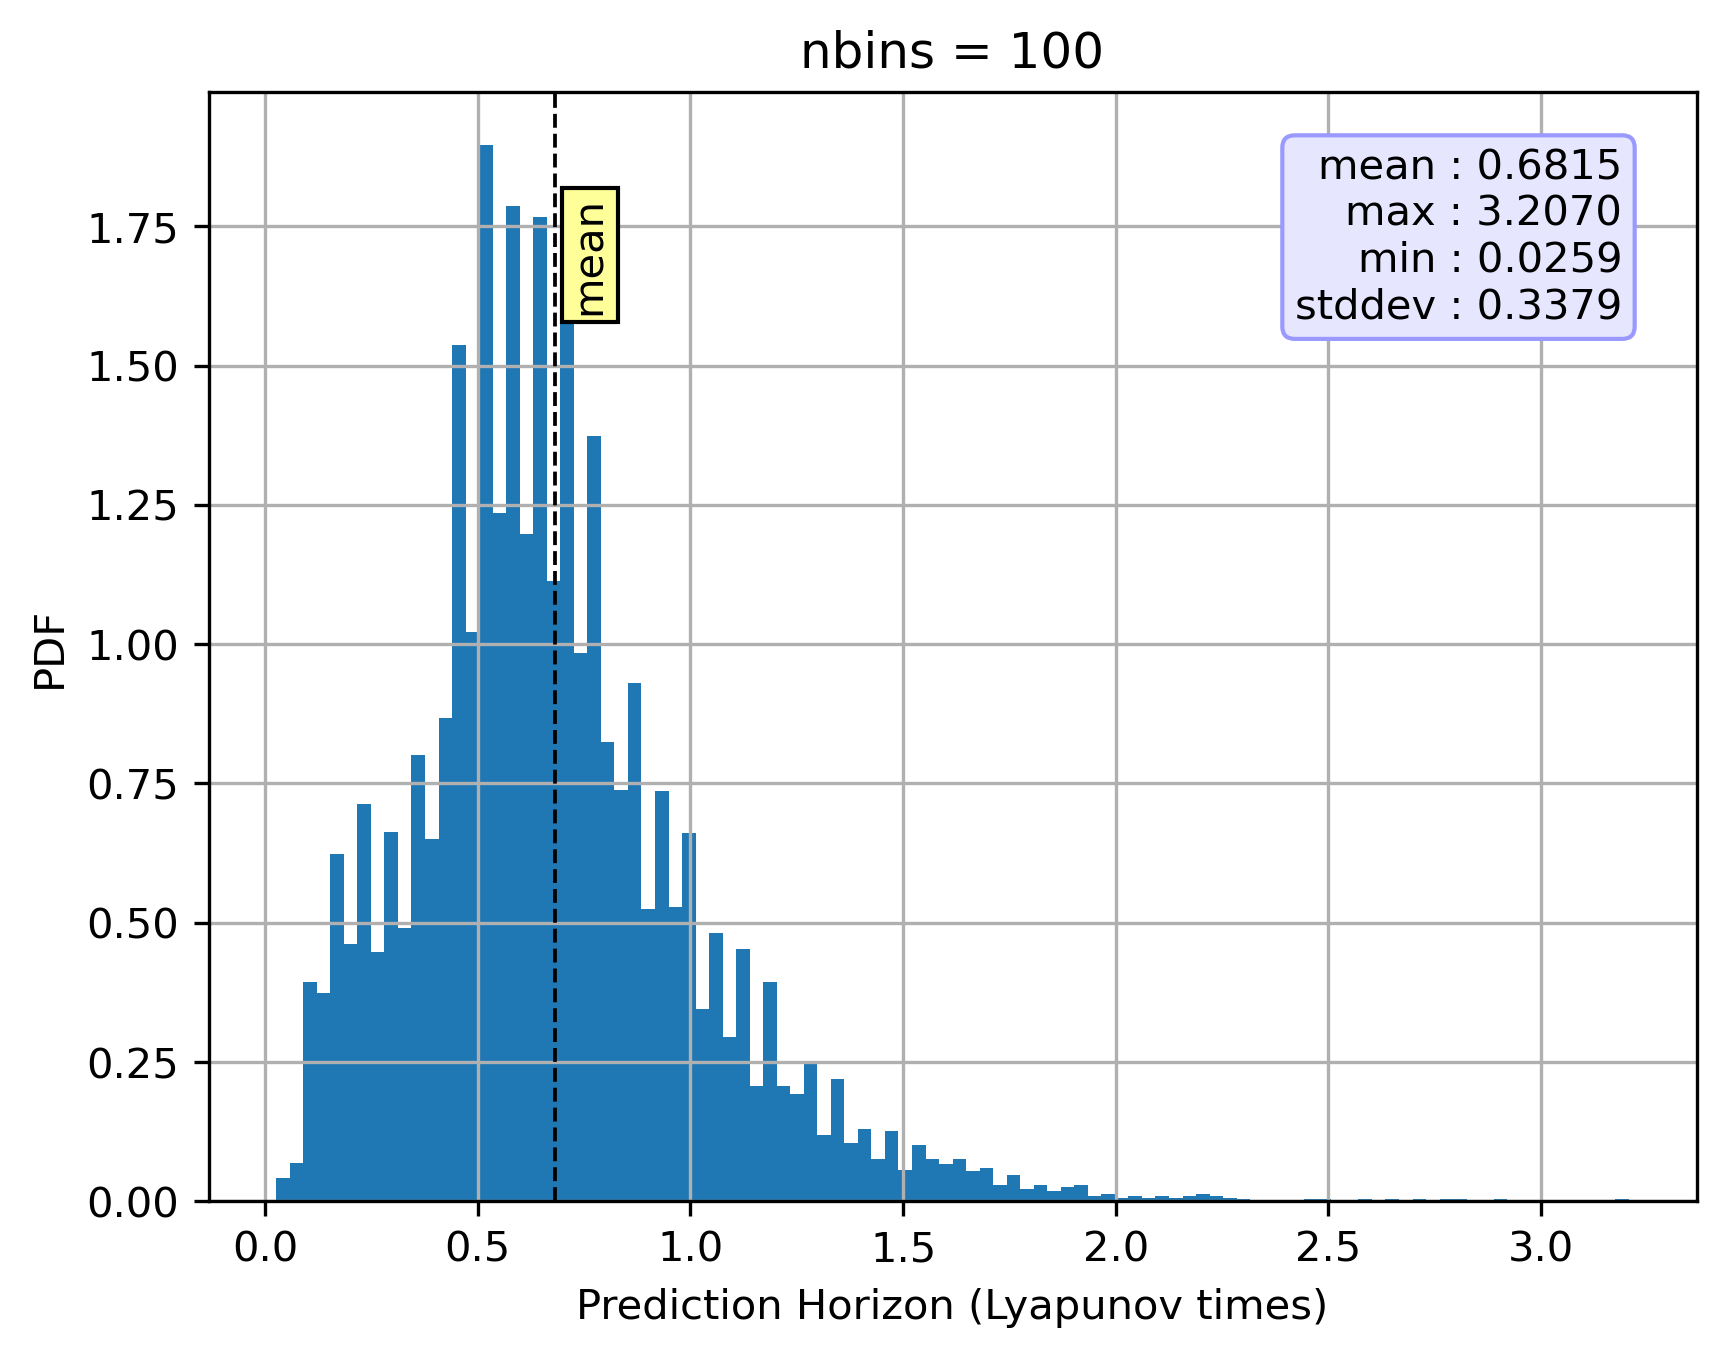 nbins = 100
mean : 0.6815
max : 3.2070
min : 0.0259
stddev : 0.3379
mean
PDF
1.75
1.50
1.25
1.00
0.75
0.50
0.25
0.00
0.0 0.5 1.0 1.5 2.0 2.5 3.0
Prediction Horizon (Lyapunov times)